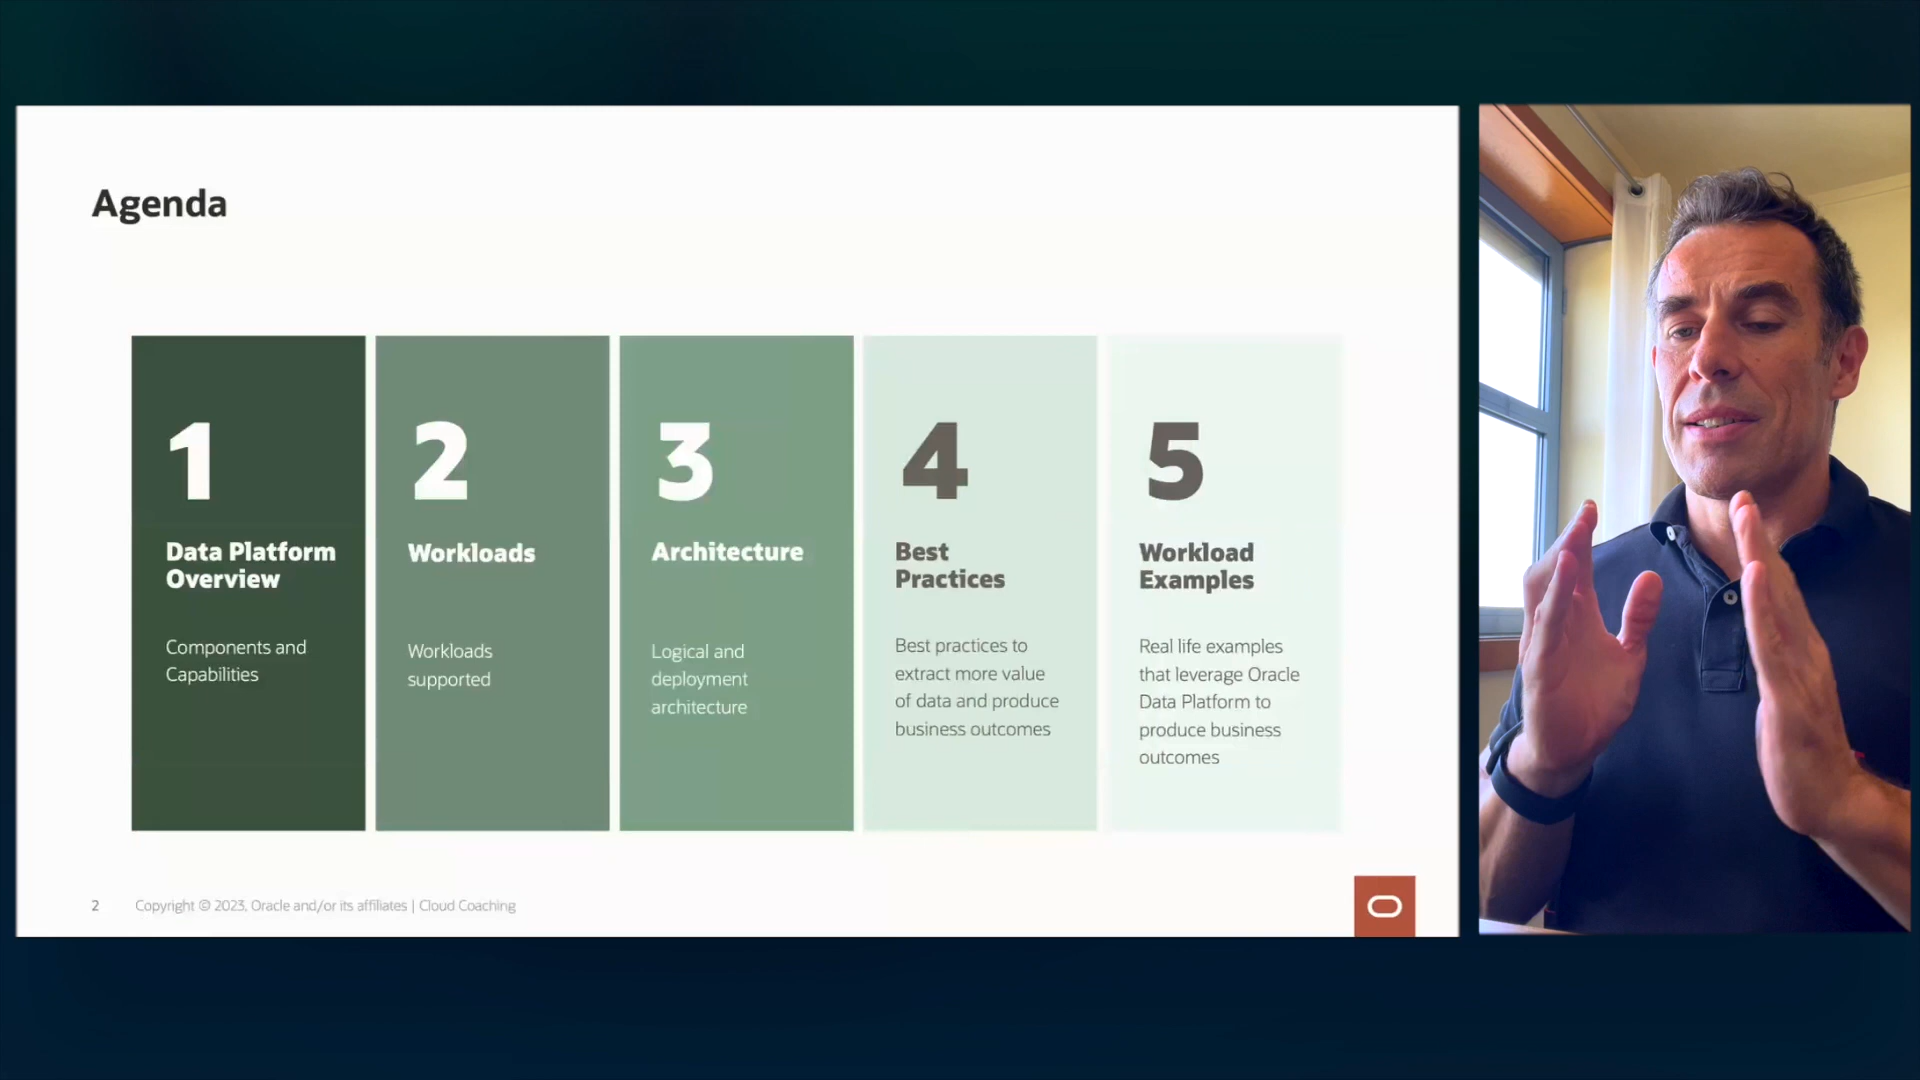 Agenda
1
Data Platform
Overview
Components and
Capabilities
2
Workloads
Workloads
supported
3
Architecture
Logical and
deployment
architecture
4
Best
Practices
Best practices to
extract more value
of data and produce
business outcomes
5
Workload
Examples
Real life examples
that leverage Oracle
Data Platform to
produce business
outcomes
2
Copyright © 2023, Oracle and/or its affiliates | Cloud Coaching